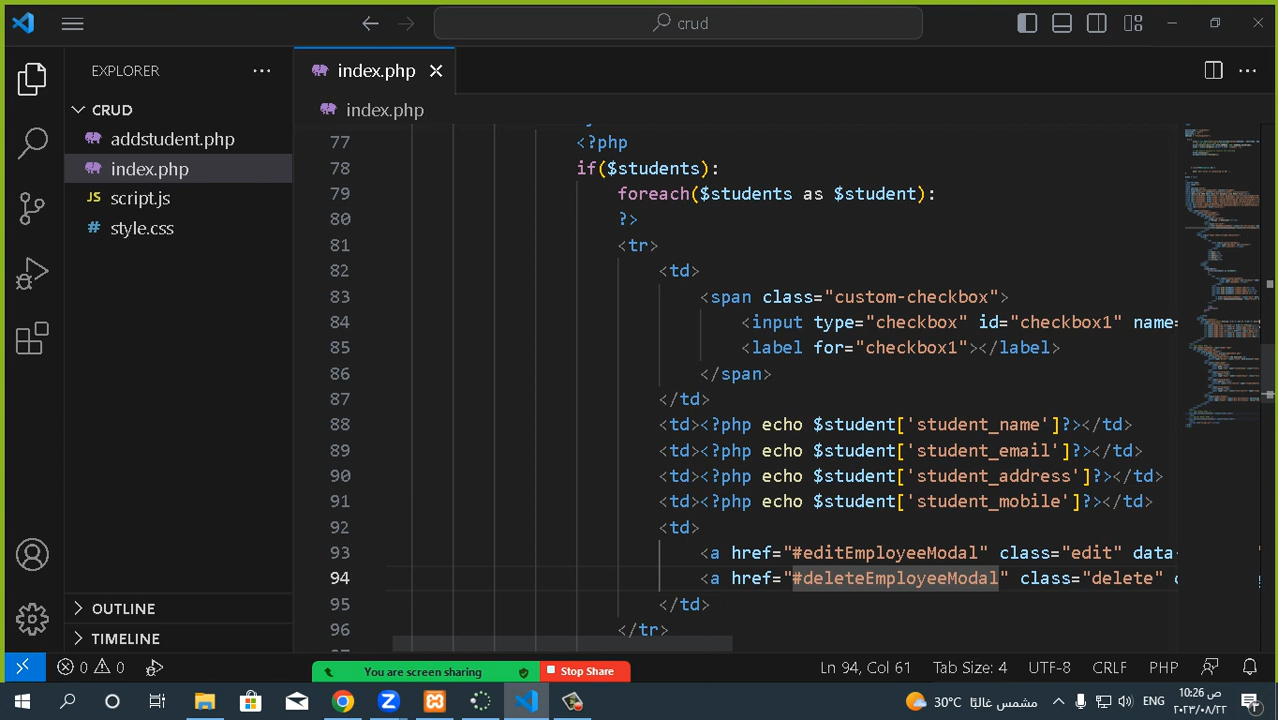 crud
EXPLORER
index.php
CRUD
index.php
addstudent.php
index.php
JS script.js
# style.css
77 <?php
78 if($students):
79 foreach($students as $student):
80 ?>
81 <tr>
82 <td>
83 <span class="custom-checkbox">
84 <input type="checkbox" id="checkbox1" name=
85 <label for="checkbox1"></label>
86 </span>
87 </td>
88 <td><?php echo $student['student_name']?></td>
89 <td><?php echo $student['student_email']?></td>
90 <td><?php echo $student['student_address']?></td>
91 <td><?php echo $student['student_mobile']?></td>
92 <td>
93 <a href="#editEmployeeModal" class="edit" data-
94 <a href="#deleteEmployeeModal" class="delete"
95 </td>
96 </tr>
OUTLINE
TIMELINE
0 0
You are screen sharing
Stop Share
Ln 94, Col 61
Tab Size: 4
UTF-8
CRLF
PHP
30°C مشمس غالبًا
ENG
10:26 ص
٢٠٢٣/٠٨/٢٢